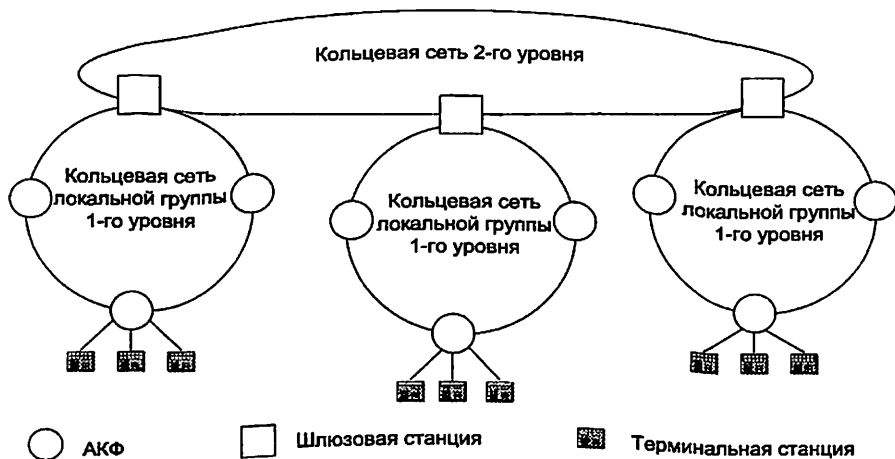 Кольцевая сеть 2-го уровня
Кольцевая сеть
локальной группы
1-го уровня
Кольцевая сеть
локальной группы
1-го уровня
Кольцевая сеть
локальной группы
1-го уровня
АКФ
Шлюзовая станция
Терминальная станция